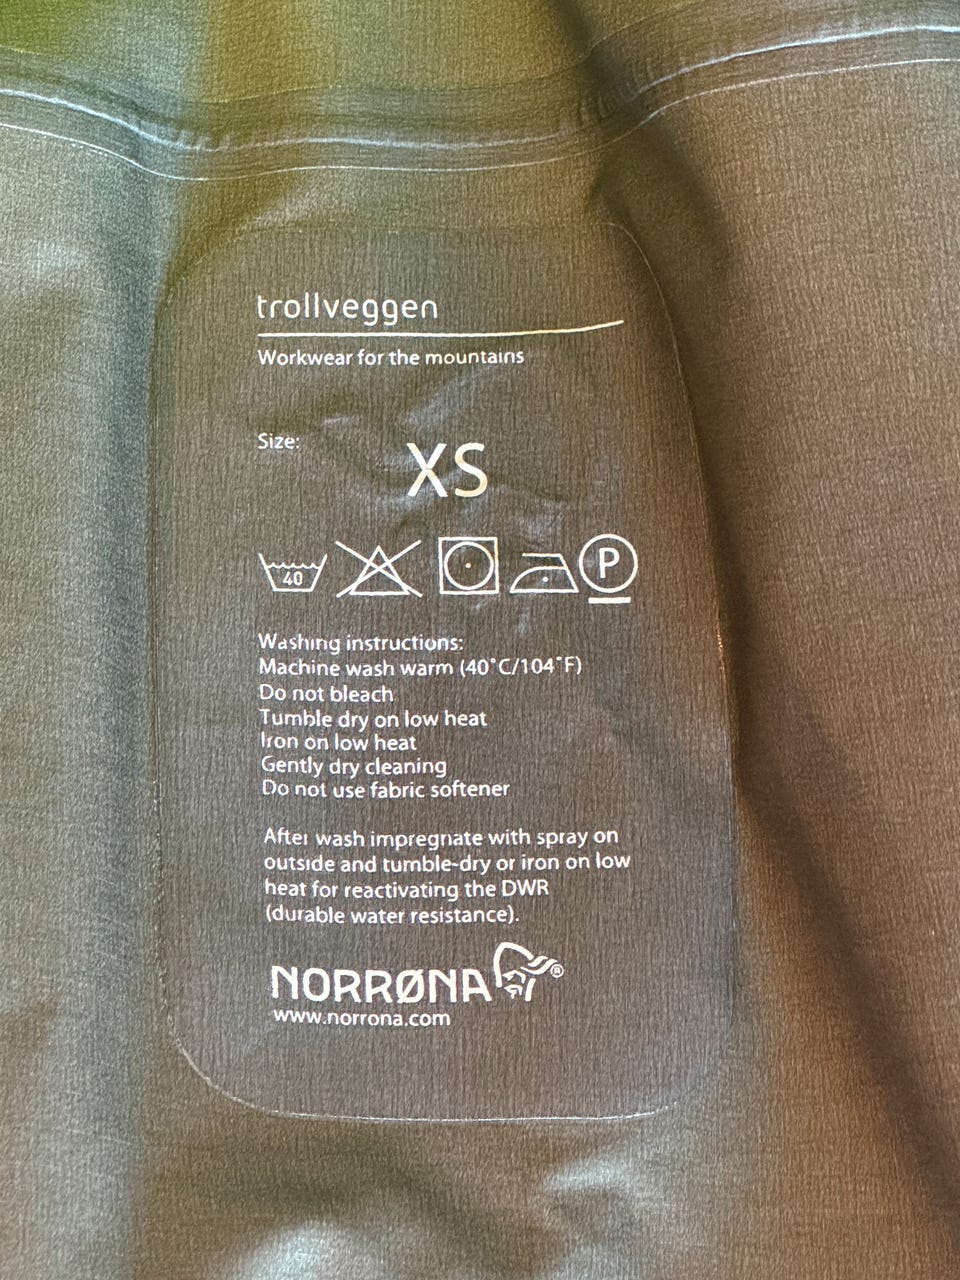 trollveggen
Workwear for the mountains
Size:
XS
40
P
Washing instructions:
Machine wash warm (40°C/104°F)
Do not bleach
Tumble dry on low heat
Iron on low heat
Gently dry cleaning
Do not use fabric softener
After wash impregnate with spray on
outside and tumble-dry or iron on low
heat for reactivating the DWR
(durable water resistance).
NORRØNA®
www.norrona.com